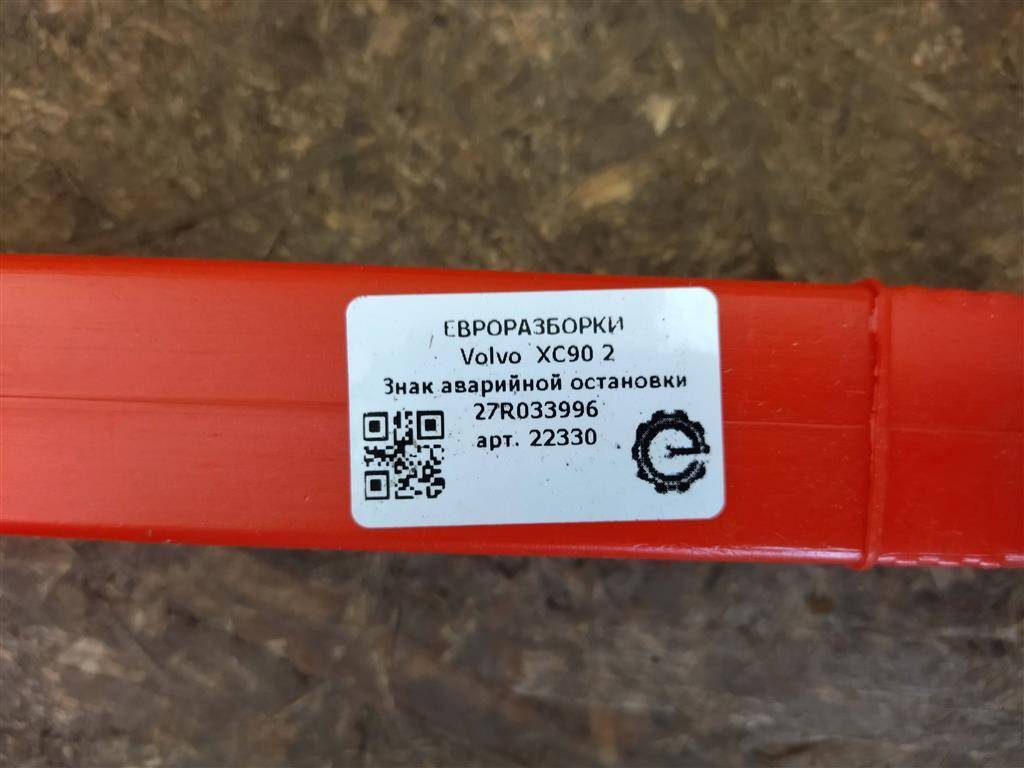 ЕВРОРАЗБОРКИ
Volvo XC90 2
Знак аварийной остановки
27R033996
арт. 22330